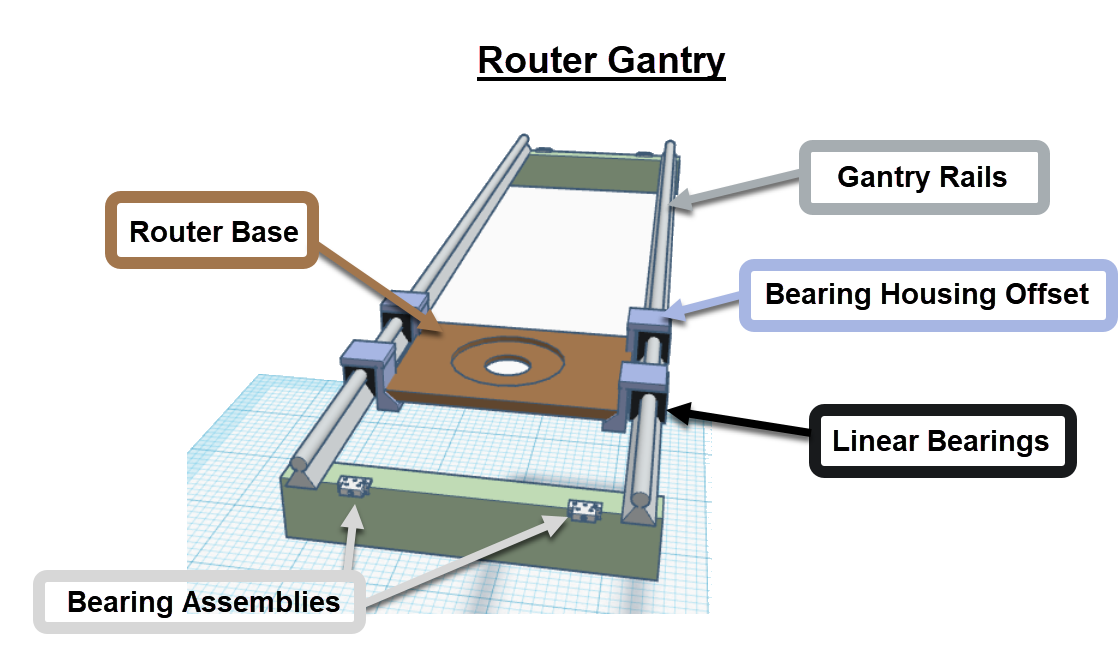 Router Gantry
Gantry Rails
Router Base
Bearing Housing Offset
Linear Bearings
Bearing Assemblies